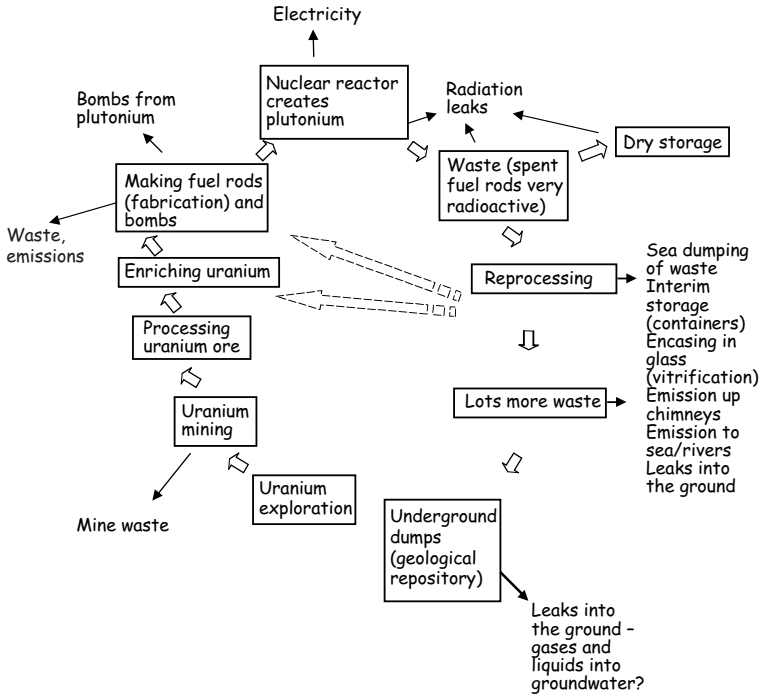 Electricity
Nuclear reactor
creates
plutonium
Radiation
leaks
Bombs from
plutonium
Dry storage
Making fuel rods
(fabrication) and
bombs
Waste (spent
fuel rods very
radioactive)
Waste,
emissions
Enriching uranium
Reprocessing
Sea dumping
of waste
Interim
storage
(containers)
Encasing in
glass
(vitrification)
Emission up
chimneys
Emission to
sea/rivers
Leaks into
the ground
Processing
uranium ore
Lots more waste
Uranium
mining
Uranium
exploration
Mine waste
Underground
dumps
(geological
repository)
Leaks into
the ground –
gases and
liquids into
groundwater?